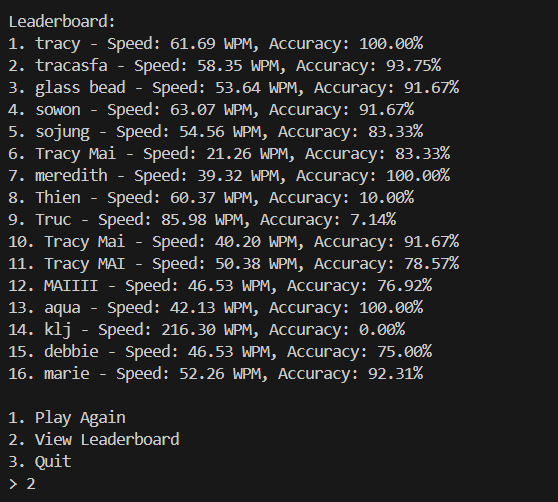 Leaderboard:
1. tracy - Speed: 61.69 WPM, Accuracy: 100.00%
2. tracasfa - Speed: 58.35 WPM, Accuracy: 93.75%
3. glass bead - Speed: 53.64 WPM, Accuracy: 91.67%
4. sowon - Speed: 63.07 WPM, Accuracy: 91.67%
5. sojung - Speed: 54.56 WPM, Accuracy: 83.33%
6. Tracy Mai - Speed: 21.26 WPM, Accuracy: 83.33%
7. meredith - Speed: 39.32 WPM, Accuracy: 100.00%
8. Thien - Speed: 60.37 WPM, Accuracy: 10.00%
9. Truc - Speed: 85.98 WPM, Accuracy: 7.14%
10. Tracy Mai - Speed: 40.20 WPM, Accuracy: 91.67%
11. Tracy MAI - Speed: 50.38 WPM, Accuracy: 78.57%
12. MAIIII - Speed: 46.53 WPM, Accuracy: 76.92%
13. aqua - Speed: 42.13 WPM, Accuracy: 100.00%
14. klj - Speed: 216.30 WPM, Accuracy: 0.00%
15. debbie - Speed: 46.53 WPM, Accuracy: 75.00%
16. marie - Speed: 52.26 WPM, Accuracy: 92.31%
1. Play Again
2. View Leaderboard
3. Quit
> 2